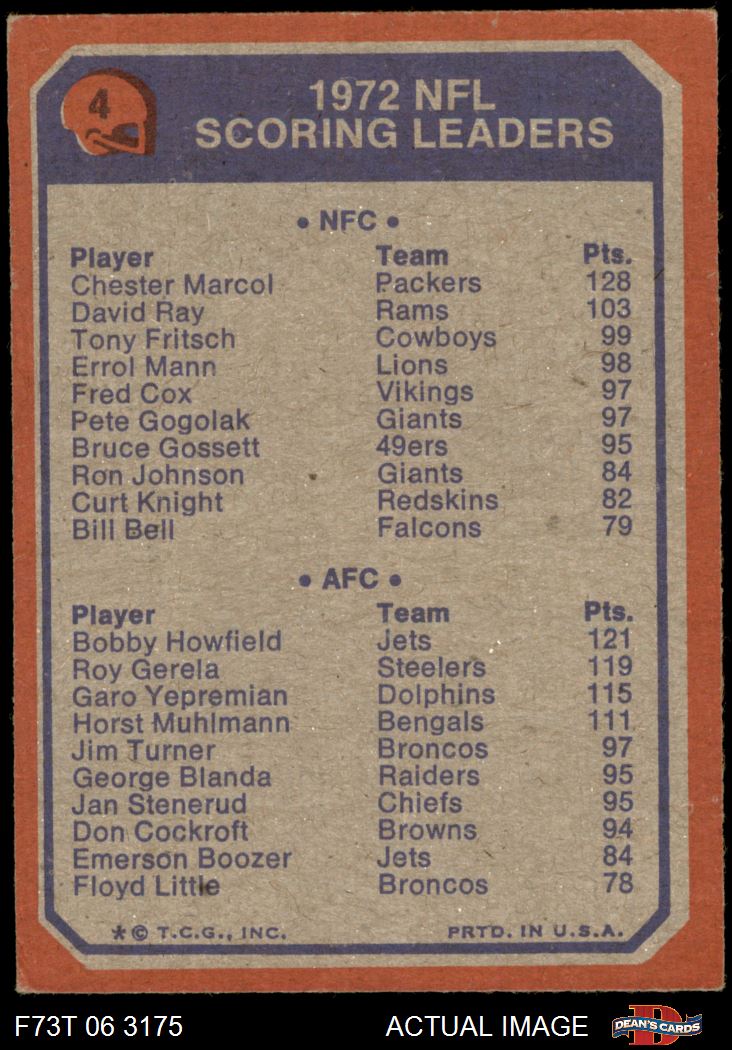 4
1972 NFL
SCORING LEADERS
• NFC •
Player Team Pts.
Chester Marcol Packers 128
David Ray Rams 103
Tony Fritsch Cowboys 99
Errol Mann Lions 98
Fred Cox Vikings 97
Pete Gogolak Giants 97
Bruce Gossett 49ers 95
Ron Johnson Giants 84
Curt Knight Redskins 82
Bill Bell Falcons 79
• AFC •
Player Team Pts.
Bobby Howfield Jets 121
Roy Gerela Steelers 119
Garo Yepremian Dolphins 115
Horst Muhlmann Bengals 111
Jim Turner Broncos 97
George Blanda Raiders 95
Jan Stenerud Chiefs 95
Don Cockroft Browns 94
Emerson Boozer Jets 84
Floyd Little Broncos 78
* © T.C.G., INC. PRTD. IN U.S.A.
F73T 06 3175 ACTUAL IMAGE D DEAN'S CARDS